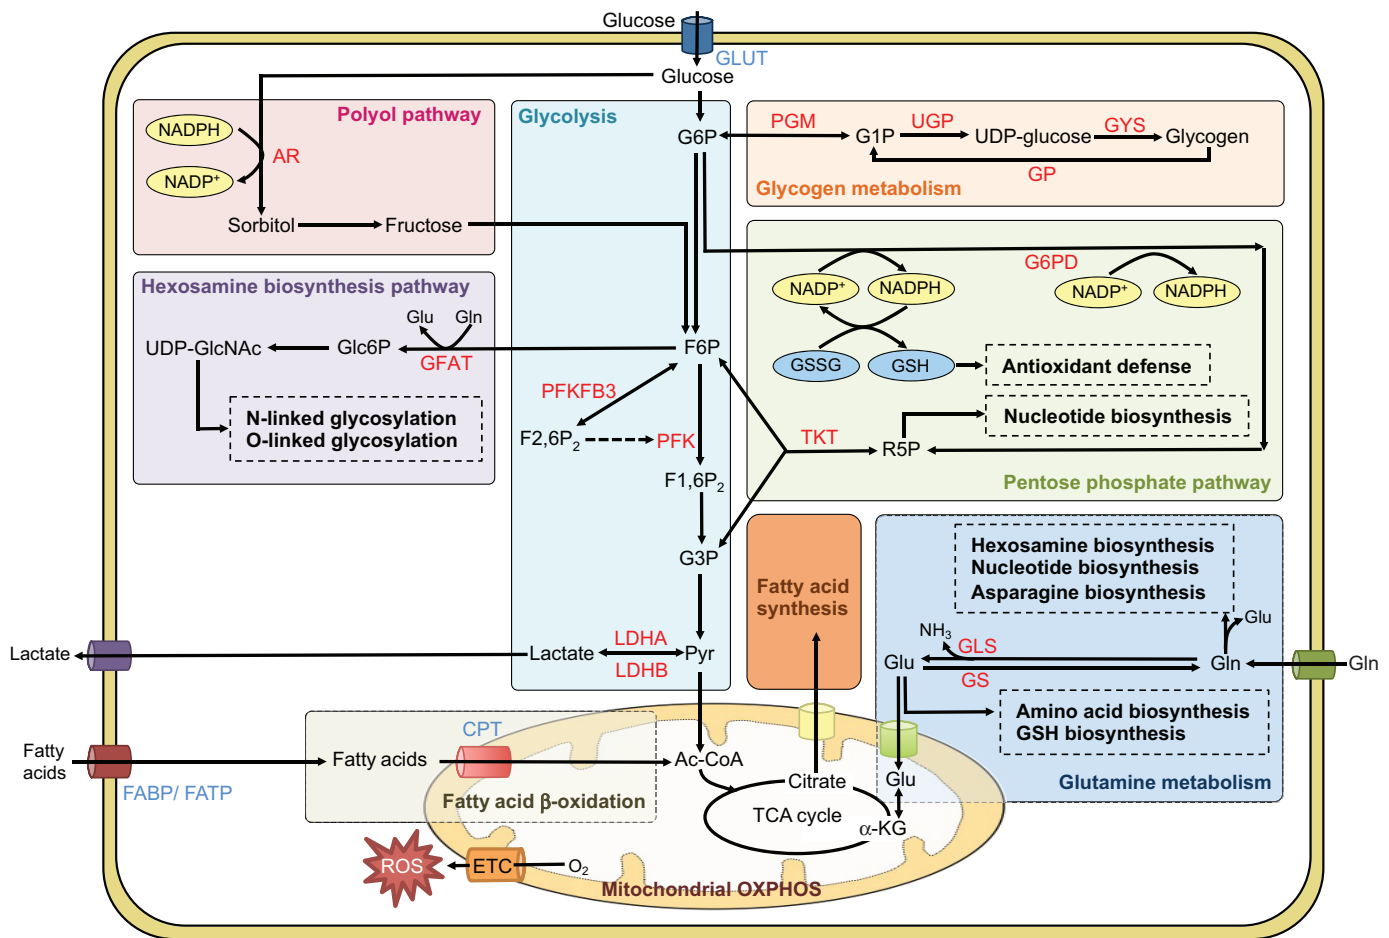 Glucose
GLUT
Glucose
Polyol pathway
NADPH
AR
NADP+
Sorbitol
Fructose
Glycolysis
G6P
PGM
G1P
UGP
UDP-glucose
GYS
Glycogen
GP
Glycogen metabolism
Hexosamine biosynthesis pathway
Glu
Gln
UDP-GlcNAc
Glc6P
GFAT
N-linked glycosylation
O-linked glycosylation
F6P
PFKFB3
F2,6P2
PFK
F1,6P2
G3P
LDHA
Lactate
Pyr
LDHB
G6PD
NADP+
NADPH
NADP+
NADPH
GSSG
GSH
Antioxidant defense
Nucleotide biosynthesis
TKT
R5P
Pentose phosphate pathway
Fatty acid
synthesis
Hexosamine biosynthesis
Nucleotide biosynthesis
Asparagine biosynthesis
Glu
NH3
GLS
Glu
Gln
GS
Gln
Amino acid biosynthesis
GSH biosynthesis
Glutamine metabolism
Lactate
Fatty
acids
FABP/ FATP
Fatty acids
CPT
Fatty acid β-oxidation
Ac-CoA
Citrate
Glu
TCA cycle
α-KG
ROS
ETC
O2
Mitochondrial OXPHOS